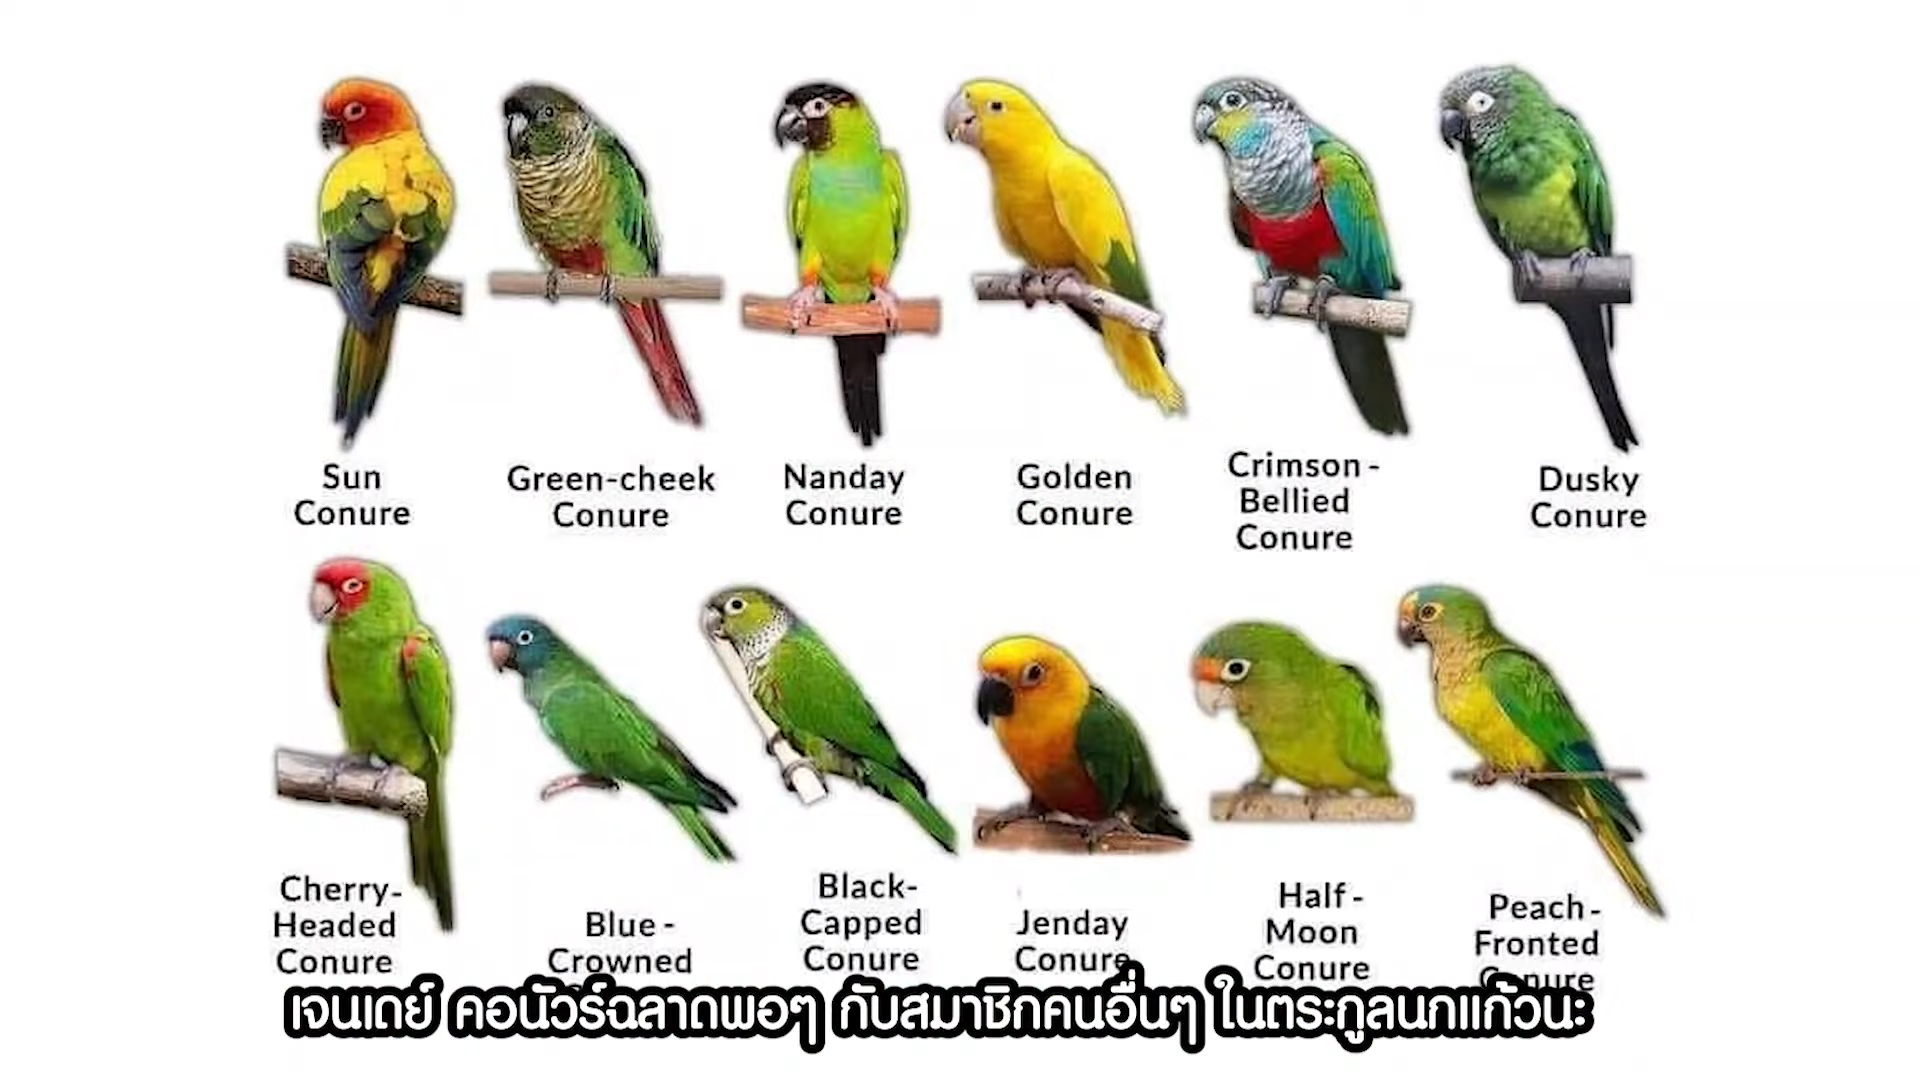 Sun
Conure
Green-cheek
Conure
Nanday
Conure
Golden
Conure
Crimson -
Bellied
Conure
Dusky
Conure
Cherry-
Headed
Conure
Blue -
Crowned
Black-
Capped
Conure
Jenday
Conure
Half -
Moon
Conure
Peach -
Fronted
Conure
เจนเดย์ คอนัวร์ฉลาดพอๆ กับสมาชิกคนอื่นๆ ในตระกูลนกแก้วนะ